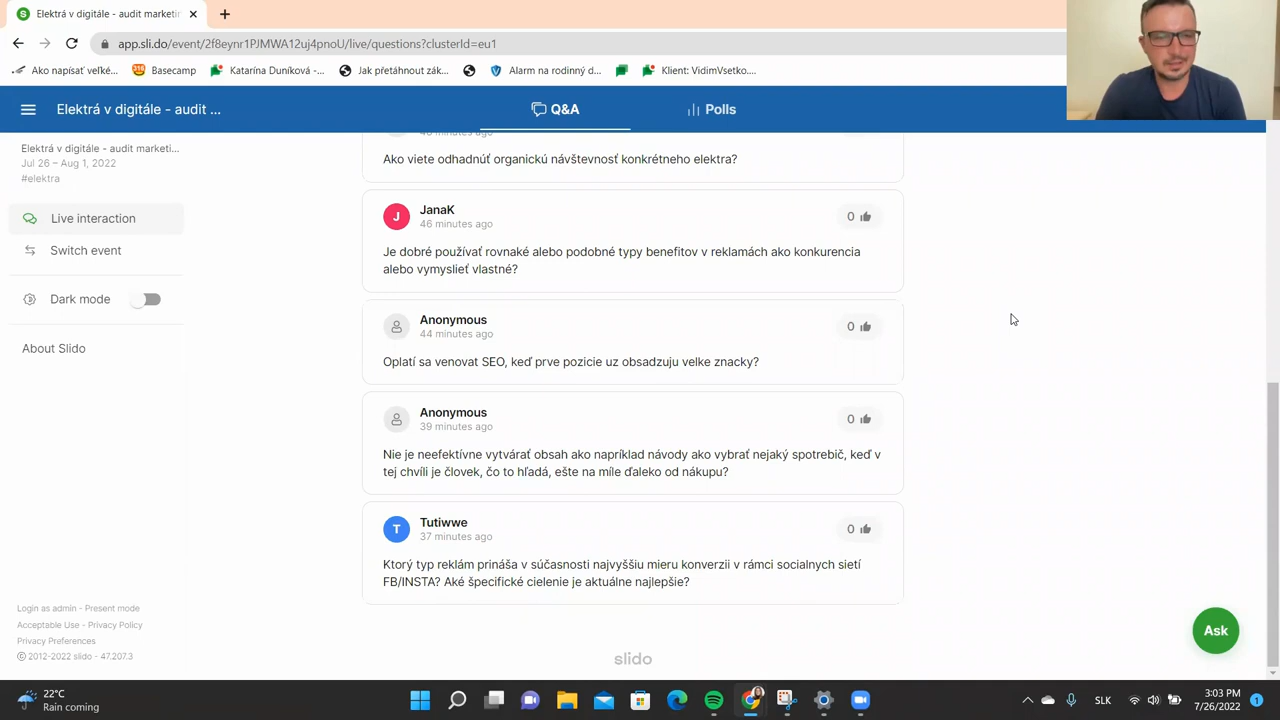 Elektrá v digitále - audit marketin
app.sli.do/event/2f8eynr1PJMWA12uj4pnoU/live/questions?clusterId=eu1
Ako napísať veľké...
Basecamp
Katarína Duníková -...
Jak přetáhnout zák...
Alarm na rodinný d...
Klient: VidimVsetko....
Elektrá v digitále - audit ...
Q&A
Polls
Elektrá v digitále - audit marketi...
Jul 26 – Aug 1, 2022
#elektra
Live interaction
Switch event
Dark mode
About Slido
46 minutes ago
Ako viete odhadnúť organickú návštevnosť konkrétneho elektra?
J
JanaK
46 minutes ago
0
Je dobré používať rovnaké alebo podobné typy benefitov v reklamách ako konkurencia
alebo vymyslieť vlastné?
Anonymous
44 minutes ago
0
Oplatí sa venovat SEO, keď prve pozicie uz obsadzuju velke znacky?
Anonymous
39 minutes ago
0
Nie je neefektívne vytvárať obsah ako napríklad návody ako vybrať nejaký spotrebič, keď v
tej chvíli je človek, čo to hľadá, ešte na míle ďaleko od nákupu?
T
Tutiwwe
37 minutes ago
0
Ktorý typ reklám prináša v súčasnosti najvyššiu mieru konverzii v rámci socialnych sietí
FB/INSTA? Aké špecifické cielenie je aktuálne najlepšie?
Login as admin - Present mode
Acceptable Use - Privacy Policy
Privacy Preferences
© 2012-2022 slido - 47.207.3
slido
Ask
22°C
Rain coming
SLK
3:03 PM
7/26/2022
1